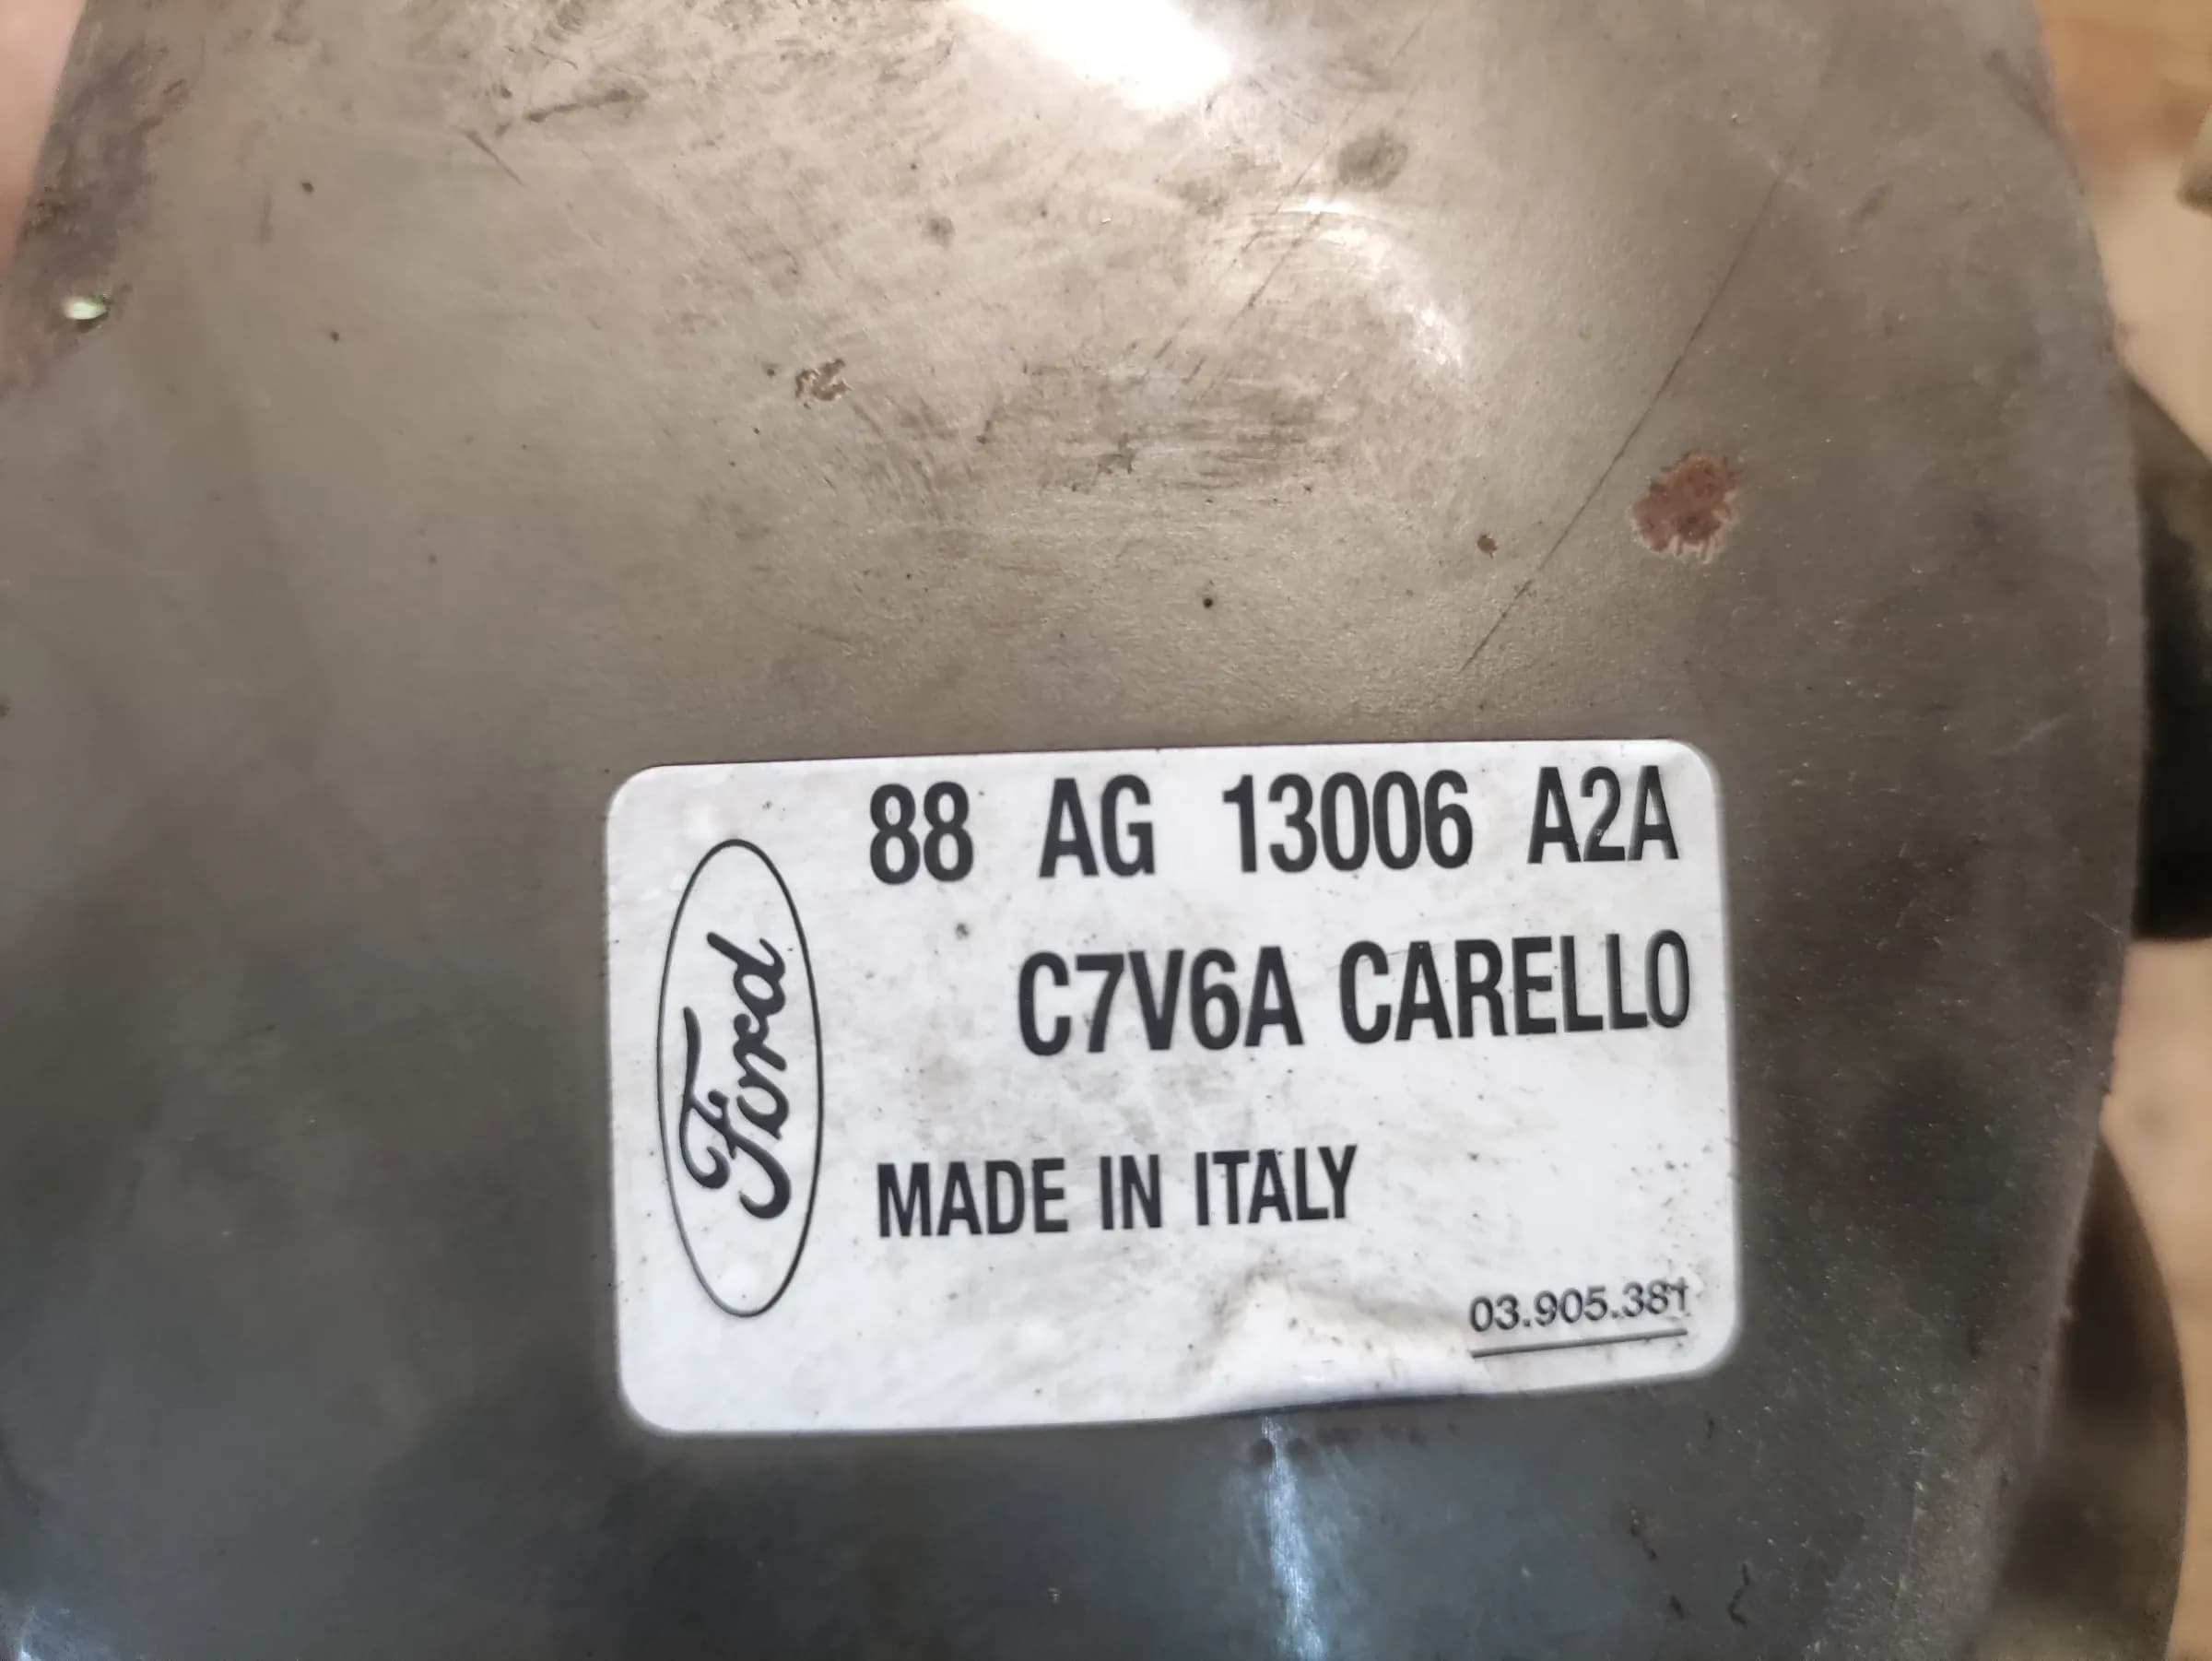 88 AG 13006 A2A
C7V6A CARELLO
Ford
MADE IN ITALY
03.905.381